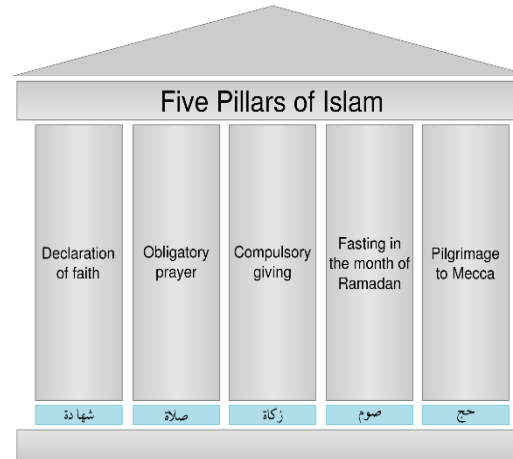 Five Pillars of Islam
Declaration
of faith
Obligatory
prayer
Compulsory
giving
Fasting in
the month of
Ramadan
Pilgrimage
to Mecca
شهادة
صلاة
زكاة
صوم
حج